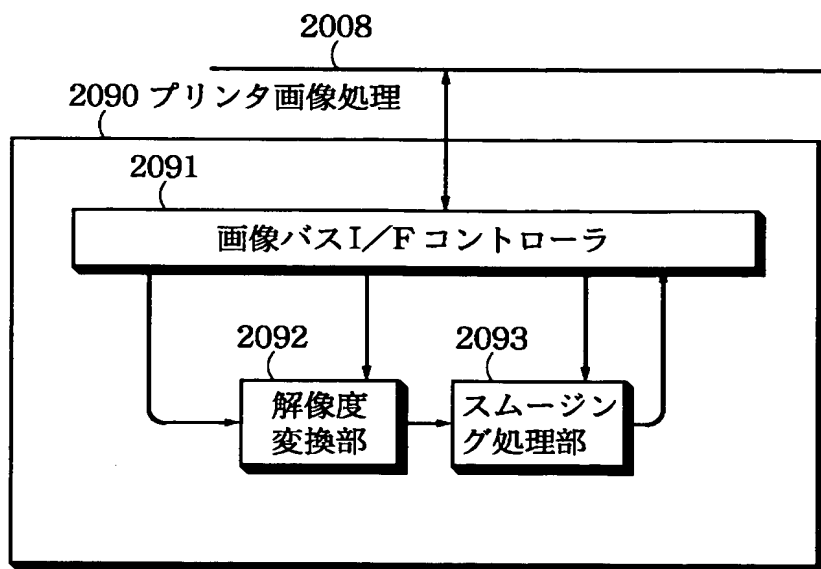 2008
2090 プリンタ画像処理
2091
画像バスI/Fコントローラ
2092
解像度
変換部
2093
スムージン
グ処理部